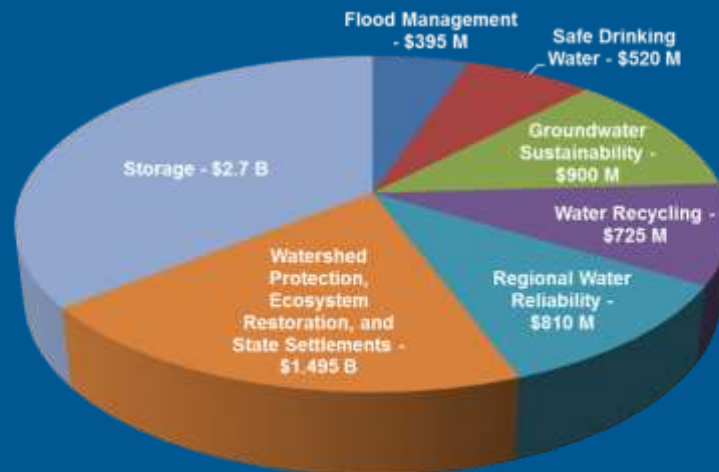 Flood Management
- $395 M
Safe Drinking
Water - $520 M
Groundwater
Sustainability -
$900 M
Water Recycling -
$725 M
Regional Water
Reliability -
$810 M
Watershed
Protection,
Ecosystem
Restoration, and
State Settlements -
$1.495 B
Storage - $2.7 B